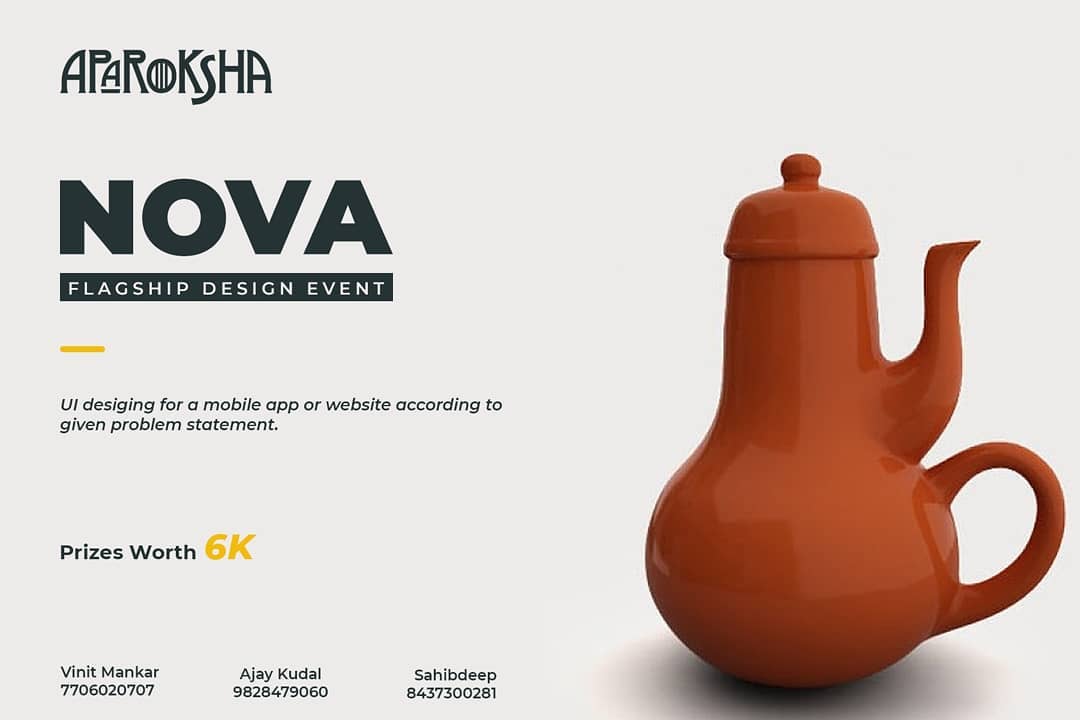 APAROKSHA
NOVA
FLAGSHIP DESIGN EVENT
UI desiging for a mobile app or website according to
given problem statement.
Prizes Worth 6K
Vinit Mankar
7706020707
Ajay Kudal
9828479060
Sahibdeep
8437300281